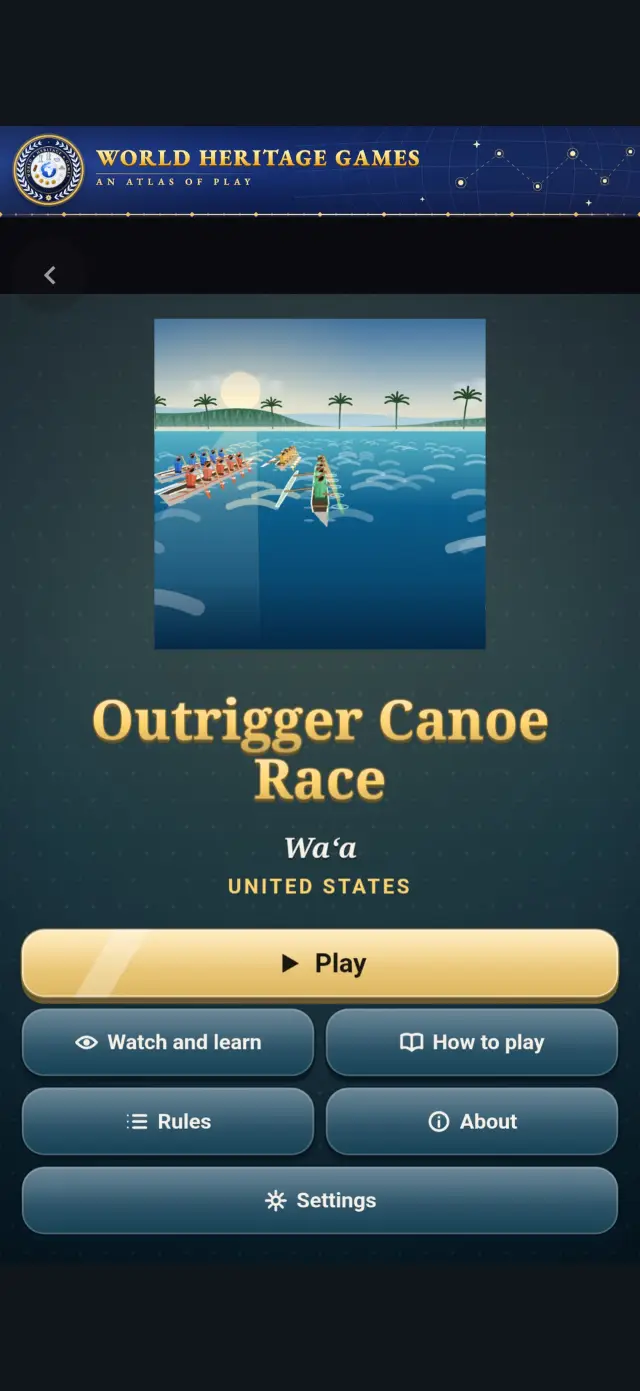 WORLD HERITAGE GAMES
AN ATLAS OF PLAY
Outrigger Canoe
Race
Waʻa
UNITED STATES
Play
Watch and learn
How to play
Rules
About
Settings